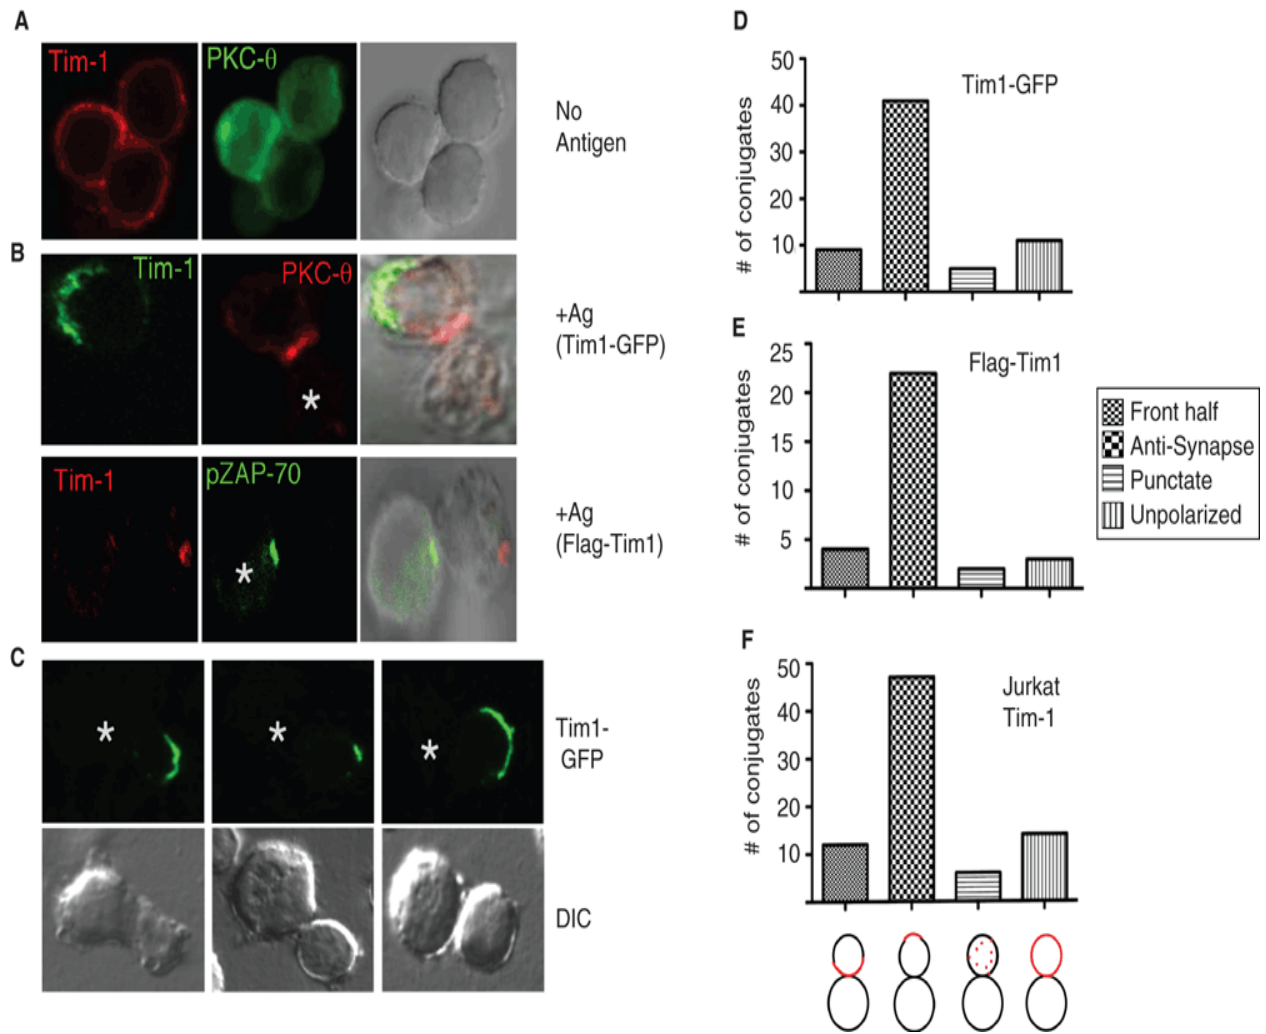 A
Tim-1
PKC-θ
No
Antigen
B
Tim-1
PKC-θ
*
+Ag
(Tim1-GFP)
Tim-1
pZAP-70
*
+Ag
(Flag-Tim1)
C
*
*
*
Tim1-
GFP
DIC
D
# of conjugates
50
40
30
20
10
Tim1-GFP
E
# of conjugates
25
20
15
10
5
Flag-Tim1
Front half
Anti-Synapse
Punctate
Unpolarized
F
# of conjugates
50
40
30
20
10
Jurkat
Tim-1